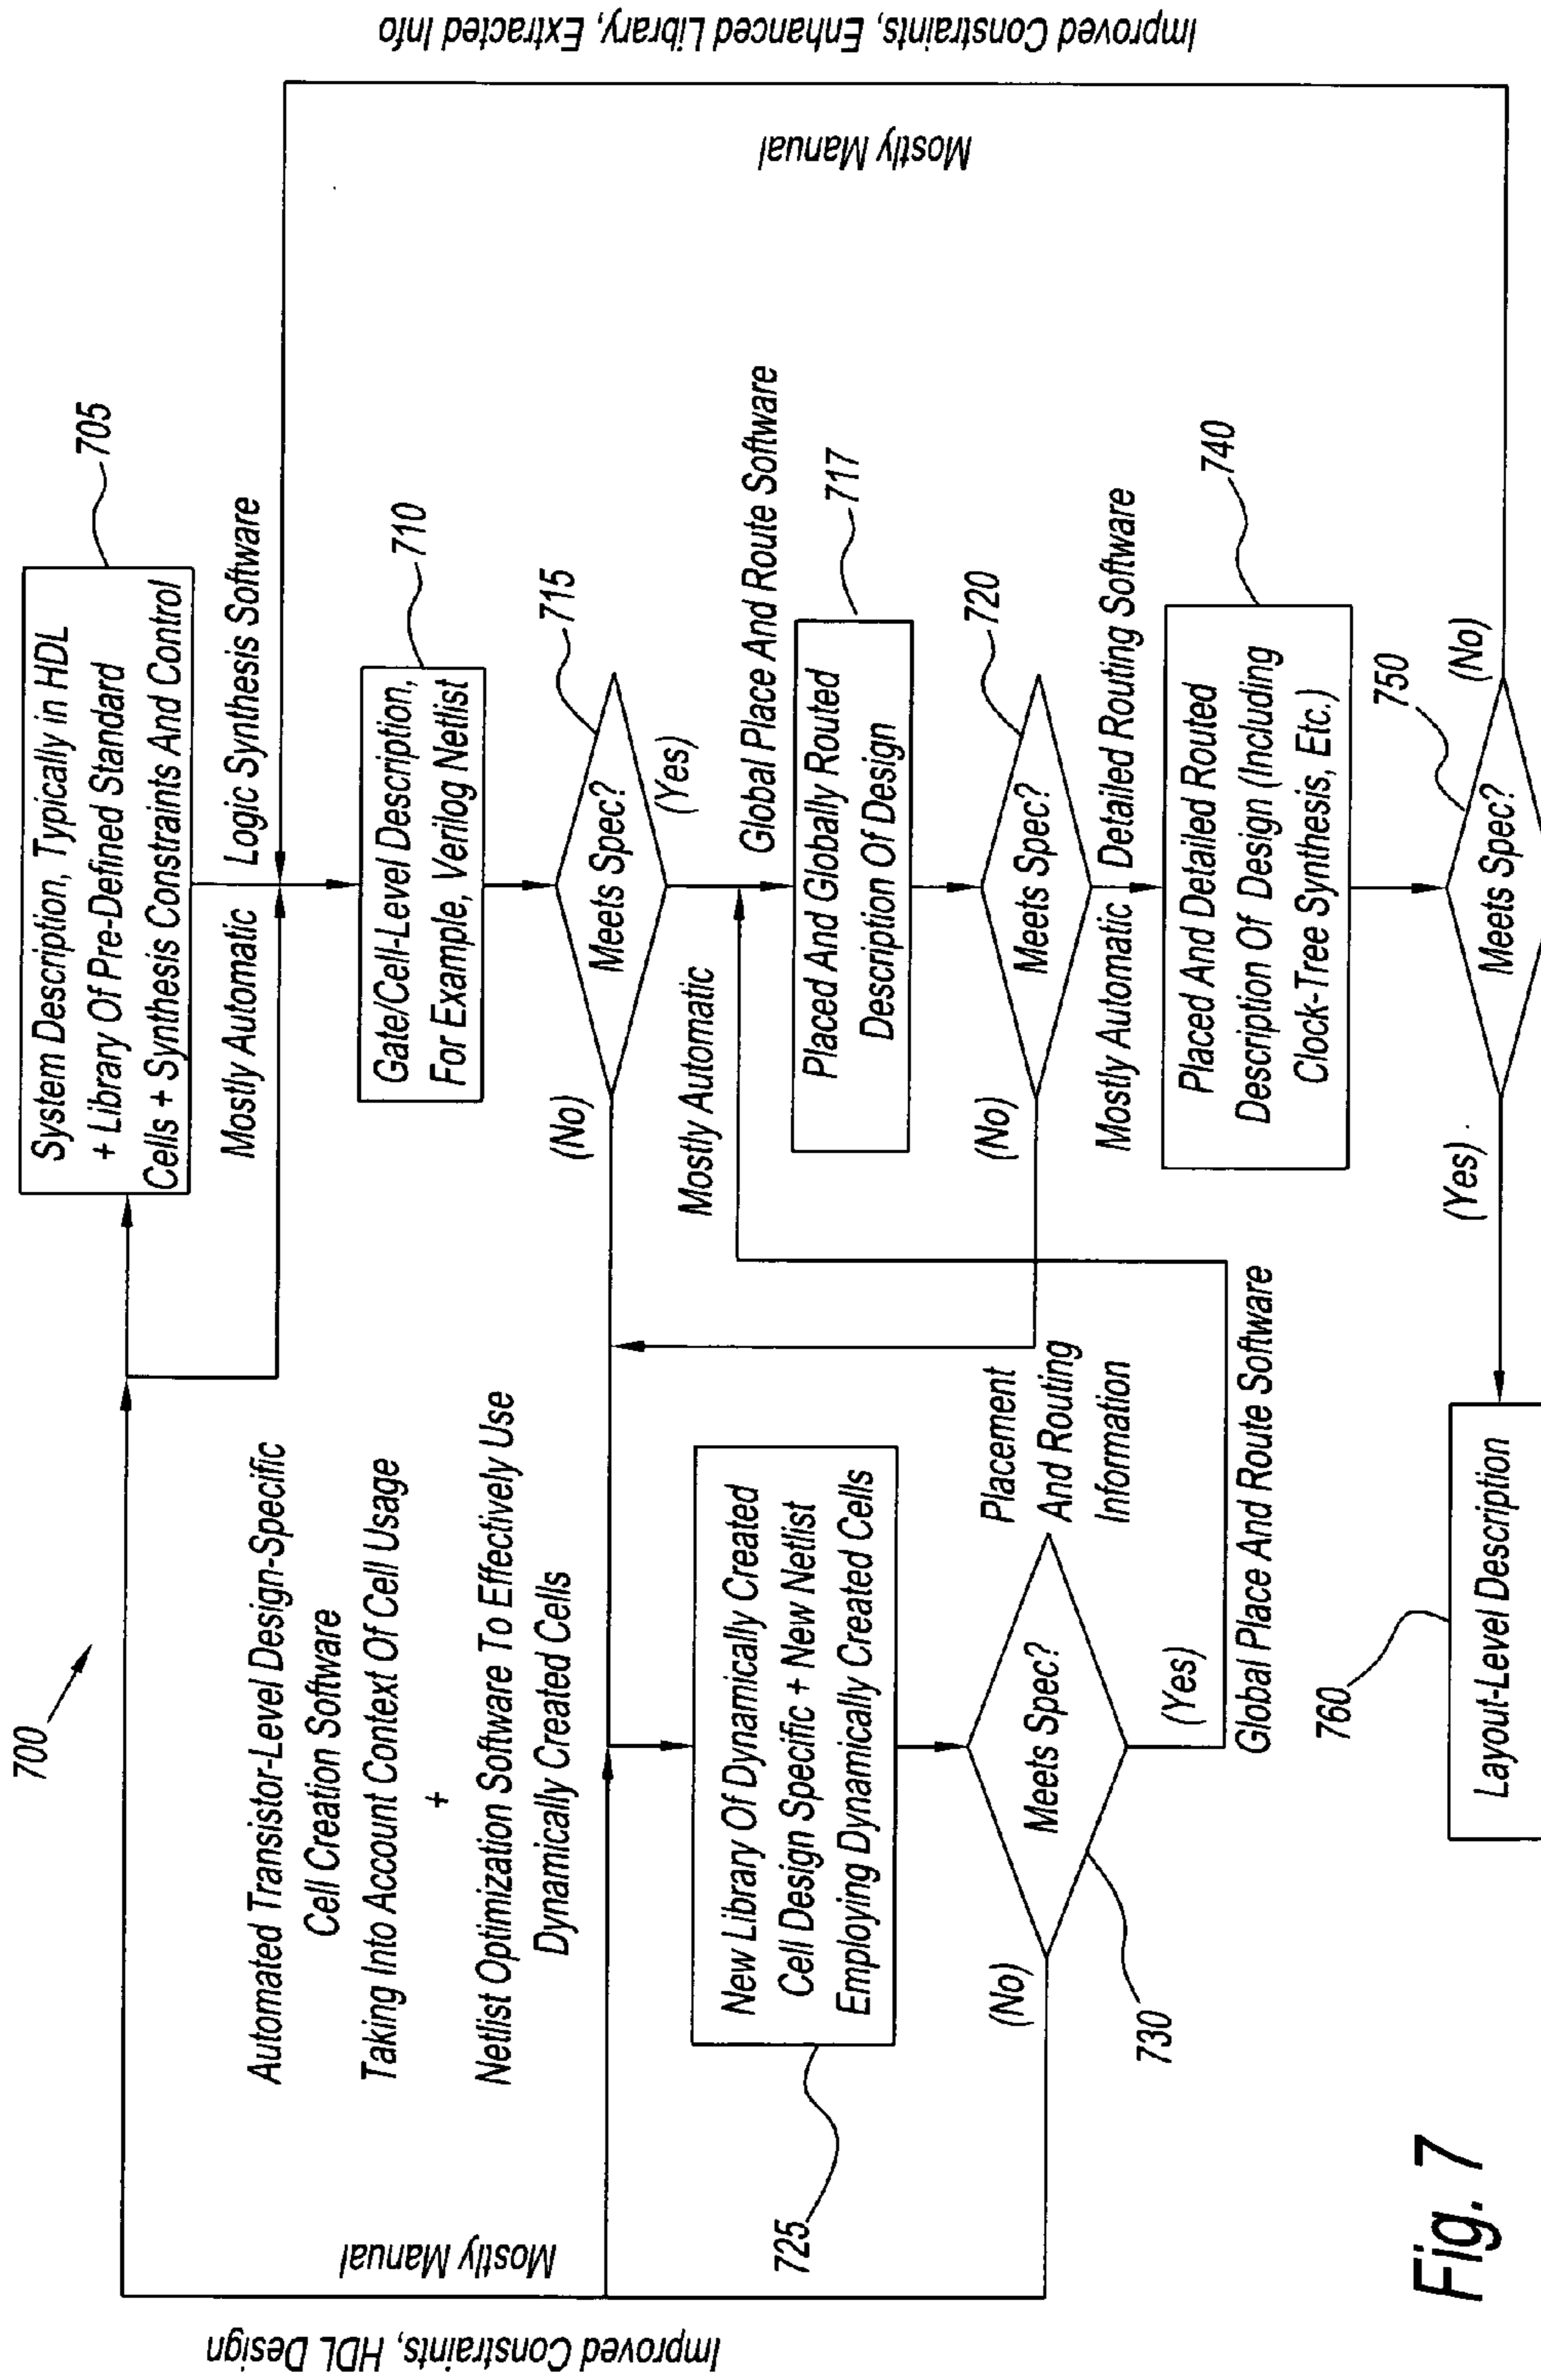 700
System Description, Typically in HDL
+ Library Of Pre-Defined Standard
Cells + Synthesis Constraints And Control
705
Mostly Automatic
Logic Synthesis Software
Gate/Cell-Level Description,
For Example, Verilog Netlist
710
Meets Spec?
715
(No)
(Yes)
Mostly Automatic
Global Place And Route Software
Placed And Globally Routed
Description Of Design
717
Meets Spec?
720
(No)
Mostly Automatic
Detailed Routing Software
Placed And Detailed Routed
Description Of Design (Including
Clock-Tree Synthesis, Etc.)
740
Meets Spec?
750
(Yes)
(No)
Layout-Level Description
760
Automated Transistor-Level Design-Specific
Cell Creation Software
Taking Into Account Context Of Cell Usage
+
Netlist Optimization Software To Effectively Use
Dynamically Created Cells
New Library Of Dynamically Created
Cell Design Specific + New Netlist
Employing Dynamically Created Cells
725
Meets Spec?
730
(No)
(Yes)
Placement
And Routing
Information
Global Place And Route Software
Mostly Manual
Improved Constraints, HDL Design
Mostly Manual
Improved Constraints, Enhanced Library, Extracted Info
Fig. 7